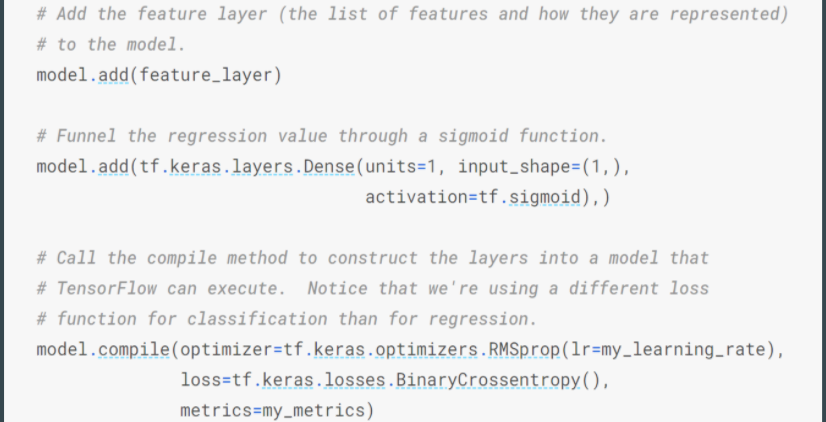 # Add the feature layer (the list of features and how they are represented)
# to the model.
model.add(feature_layer)
# Funnel the regression value through a sigmoid function.
model.add(tf.keras.layers.Dense(units=1, input_shape=(1,),
activation=tf.sigmoid),)
# Call the compile method to construct the layers into a model that
# TensorFlow can execute.  Notice that we're using a different loss
# function for classification than for regression.
model.compile(optimizer=tf.keras.optimizers.RMSprop(lr=my_learning_rate),
loss=tf.keras.losses.BinaryCrossentropy(),
metrics=my_metrics)